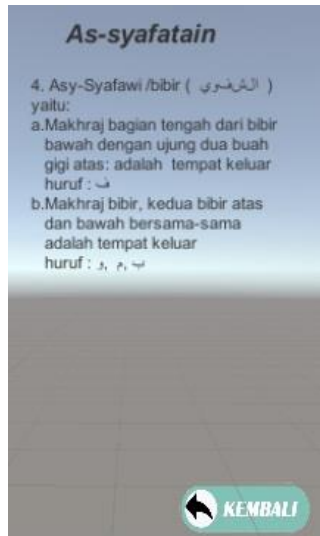 As-syafatain
4. Asy-Syafawi /bibir ( الشفوي )
yaitu:
a.Makhraj bagian tengah dari bibir
bawah dengan ujung dua buah
gigi atas: adalah tempat keluar
huruf : ف
b.Makhraj bibir, kedua bibir atas
dan bawah bersama-sama
adalah tempat keluar
huruf : ب ,م ,و
KEMBALI